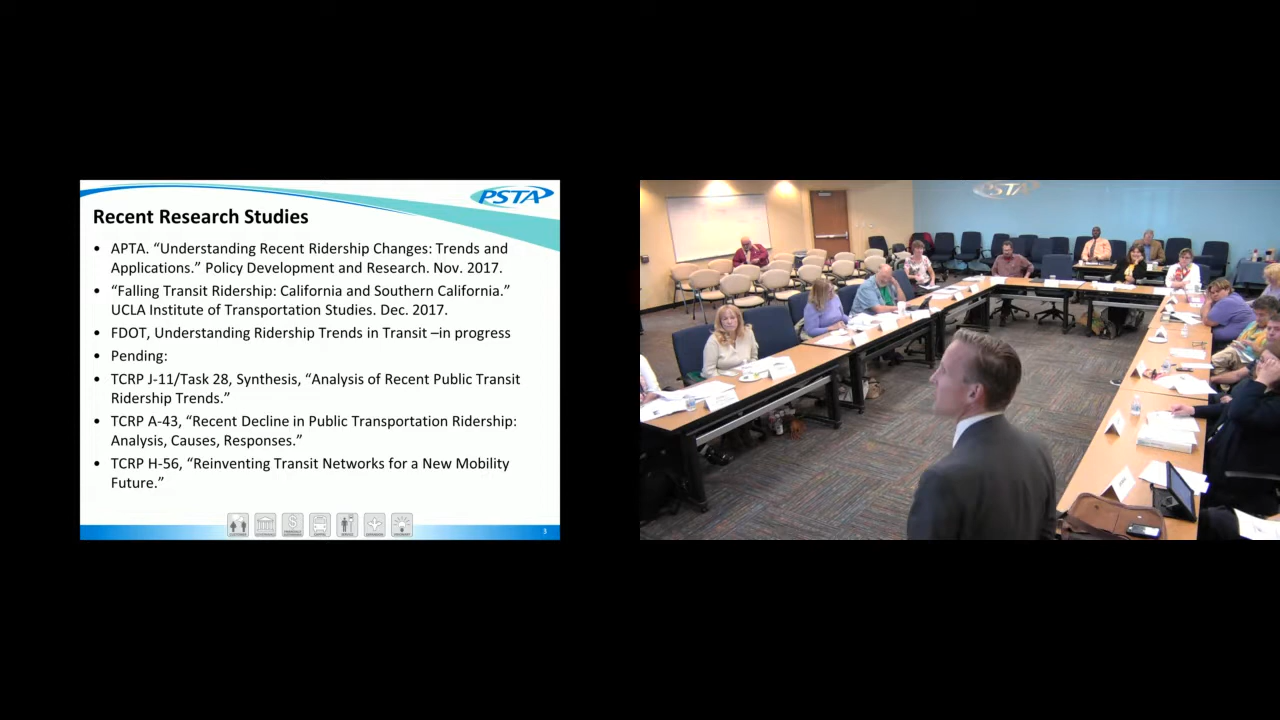 PSTA
Recent Research Studies
• APTA. “Understanding Recent Ridership Changes: Trends and
Applications.” Policy Development and Research. Nov. 2017.
• “Falling Transit Ridership: California and Southern California.”
UCLA Institute of Transportation Studies. Dec. 2017.
• FDOT, Understanding Ridership Trends in Transit –in progress
• Pending:
• TCRP J-11/Task 28, Synthesis, “Analysis of Recent Public Transit
Ridership Trends.”
• TCRP A-43, “Recent Decline in Public Transportation Ridership:
Analysis, Causes, Responses.”
• TCRP H-56, “Reinventing Transit Networks for a New Mobility
Future.”
3
PSTA